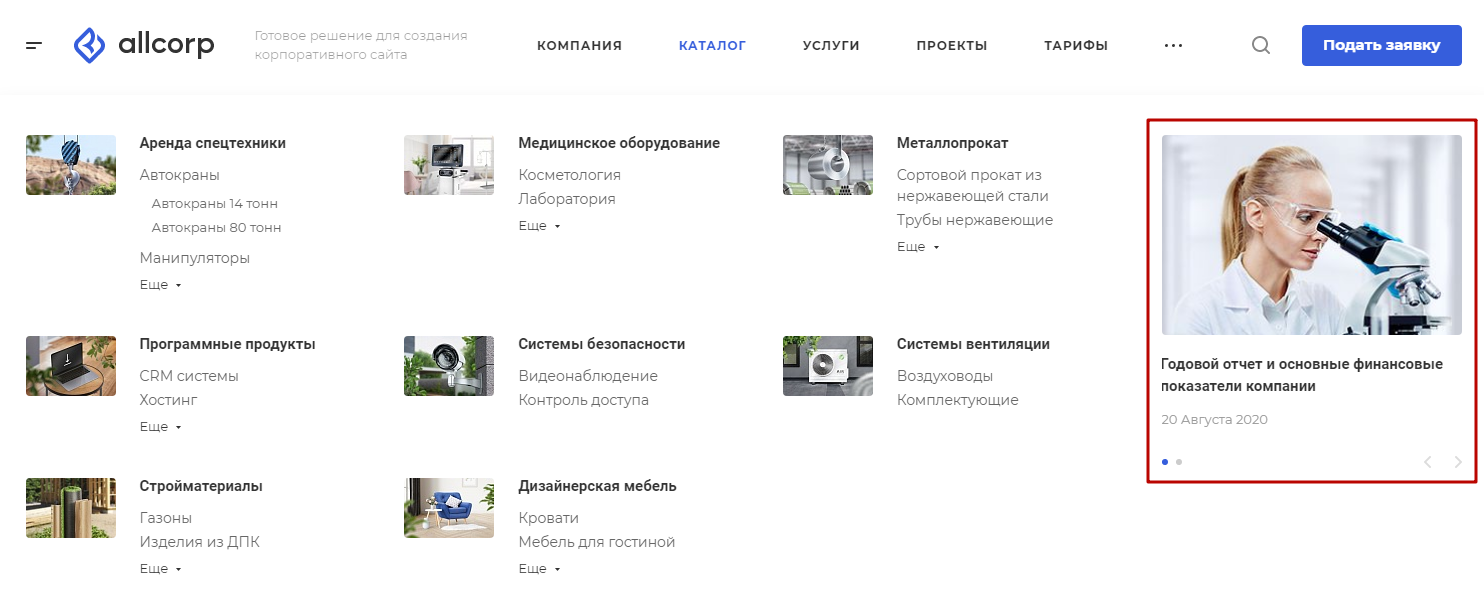 allcorp
Готовое решение для создания
корпоративного сайта
КОМПАНИЯ
КАТАЛОГ
УСЛУГИ
ПРОЕКТЫ
ТАРИФЫ
Подать заявку
Аренда спецтехники
Автокраны
Автокраны 14 тонн
Автокраны 80 тонн
Манипуляторы
Еще
Медицинское оборудование
Косметология
Лаборатория
Еще
Металлопрокат
Сортовой прокат из
нержавеющей стали
Трубы нержавеющие
Еще
Программные продукты
CRM системы
Хостинг
Еще
Системы безопасности
Видеонаблюдение
Контроль доступа
Системы вентиляции
Воздуховоды
Комплектующие
Стройматериалы
Газоны
Изделия из ДПК
Еще
Дизайнерская мебель
Кровати
Мебель для гостиной
Еще
Годовой отчет и основные финансовые
показатели компании
20 Августа 2020